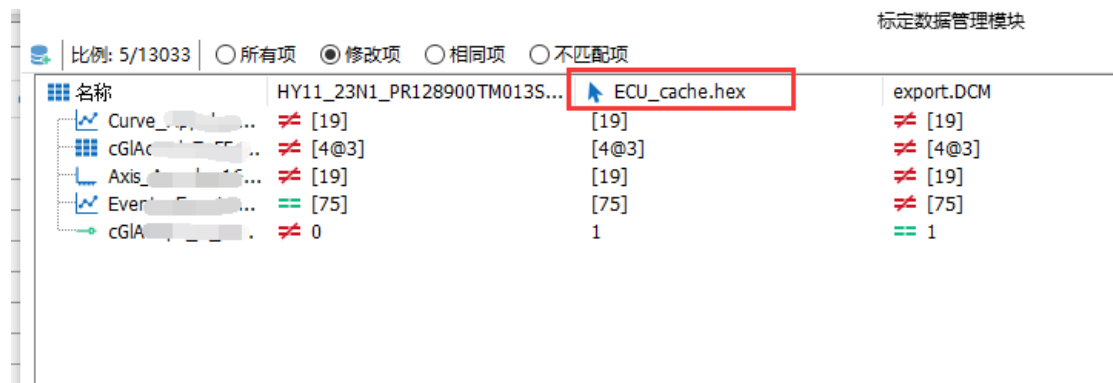 标定数据管理模块
比例: 5/13033 所有项 修改项 相同项 不匹配项
名称 HY11_23N1_PR128900TM013S... ECU_cache.hex export.DCM
Curve_ ... ≠ [19] [19] ≠ [19]
... ≠ [4@3] [4@3] ≠ [4@3]
Axis_ ... ≠ [19] [19] ≠ [19]
... == [75] [75] ≠ [75]
. ≠ 0 1 == 1